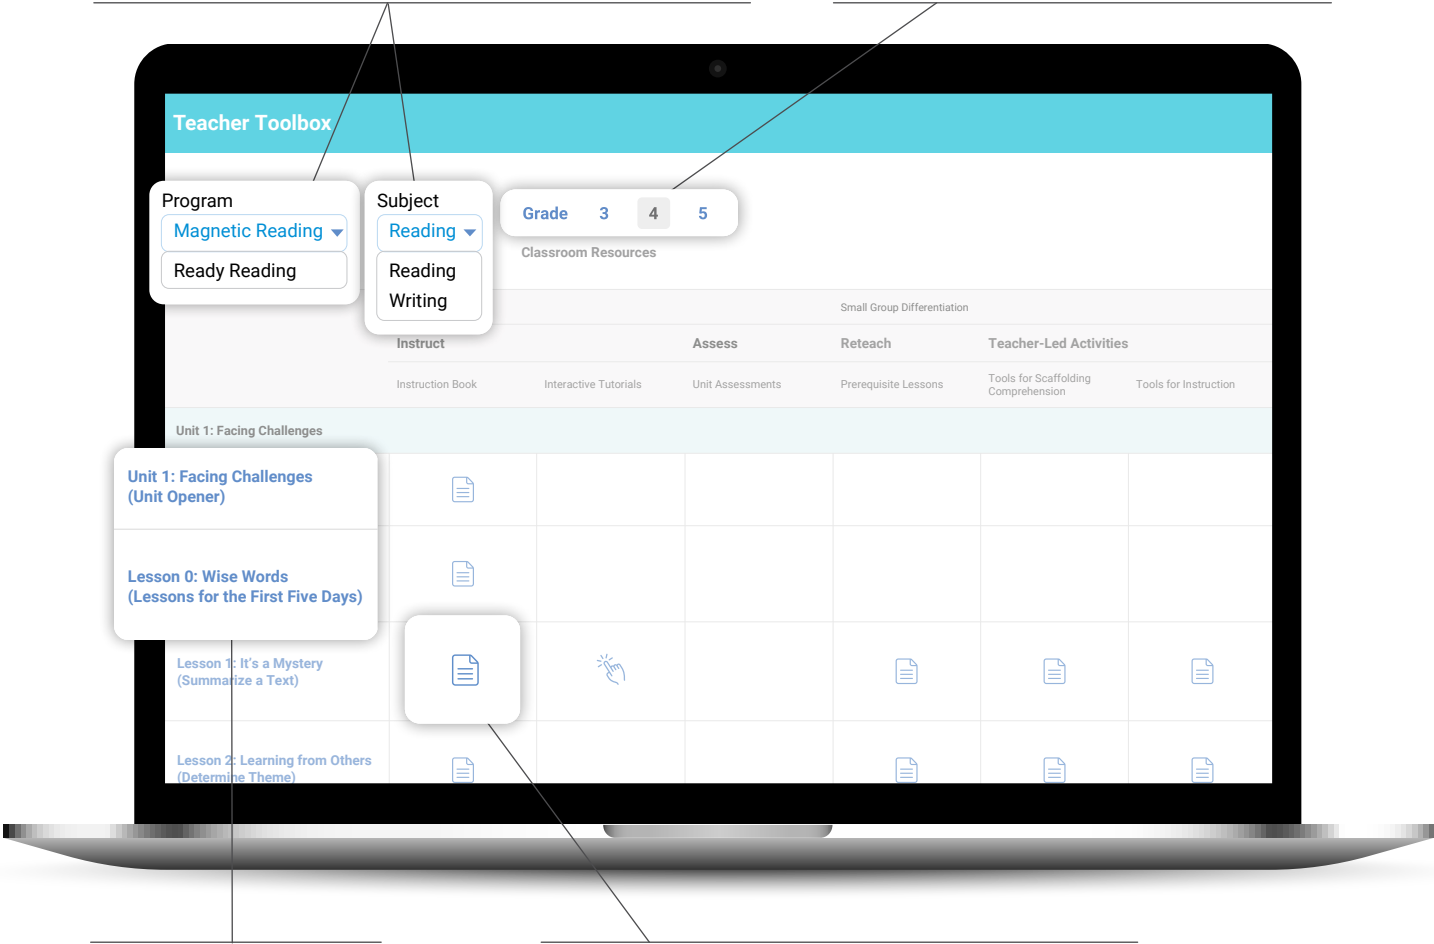 Teacher Toolbox
Program
Magnetic Reading
Ready Reading
Subject
Reading
Reading
Writing
Grade 3 4 5
Classroom Resources
Small Group Differentiation
Instruct Assess Reteach Teacher-Led Activities
Instruction Book Interactive Tutorials Unit Assessments Prerequisite Lessons Tools for Scaffolding
Comprehension Tools for Instruction
Unit 1: Facing Challenges
Unit 1: Facing Challenges
(Unit Opener)
Lesson 0: Wise Words
(Lessons for the First Five Days)
Lesson 1: It's a Mystery
(Summarize a Text)
Lesson 2: Learning from Others
(Determine Theme)